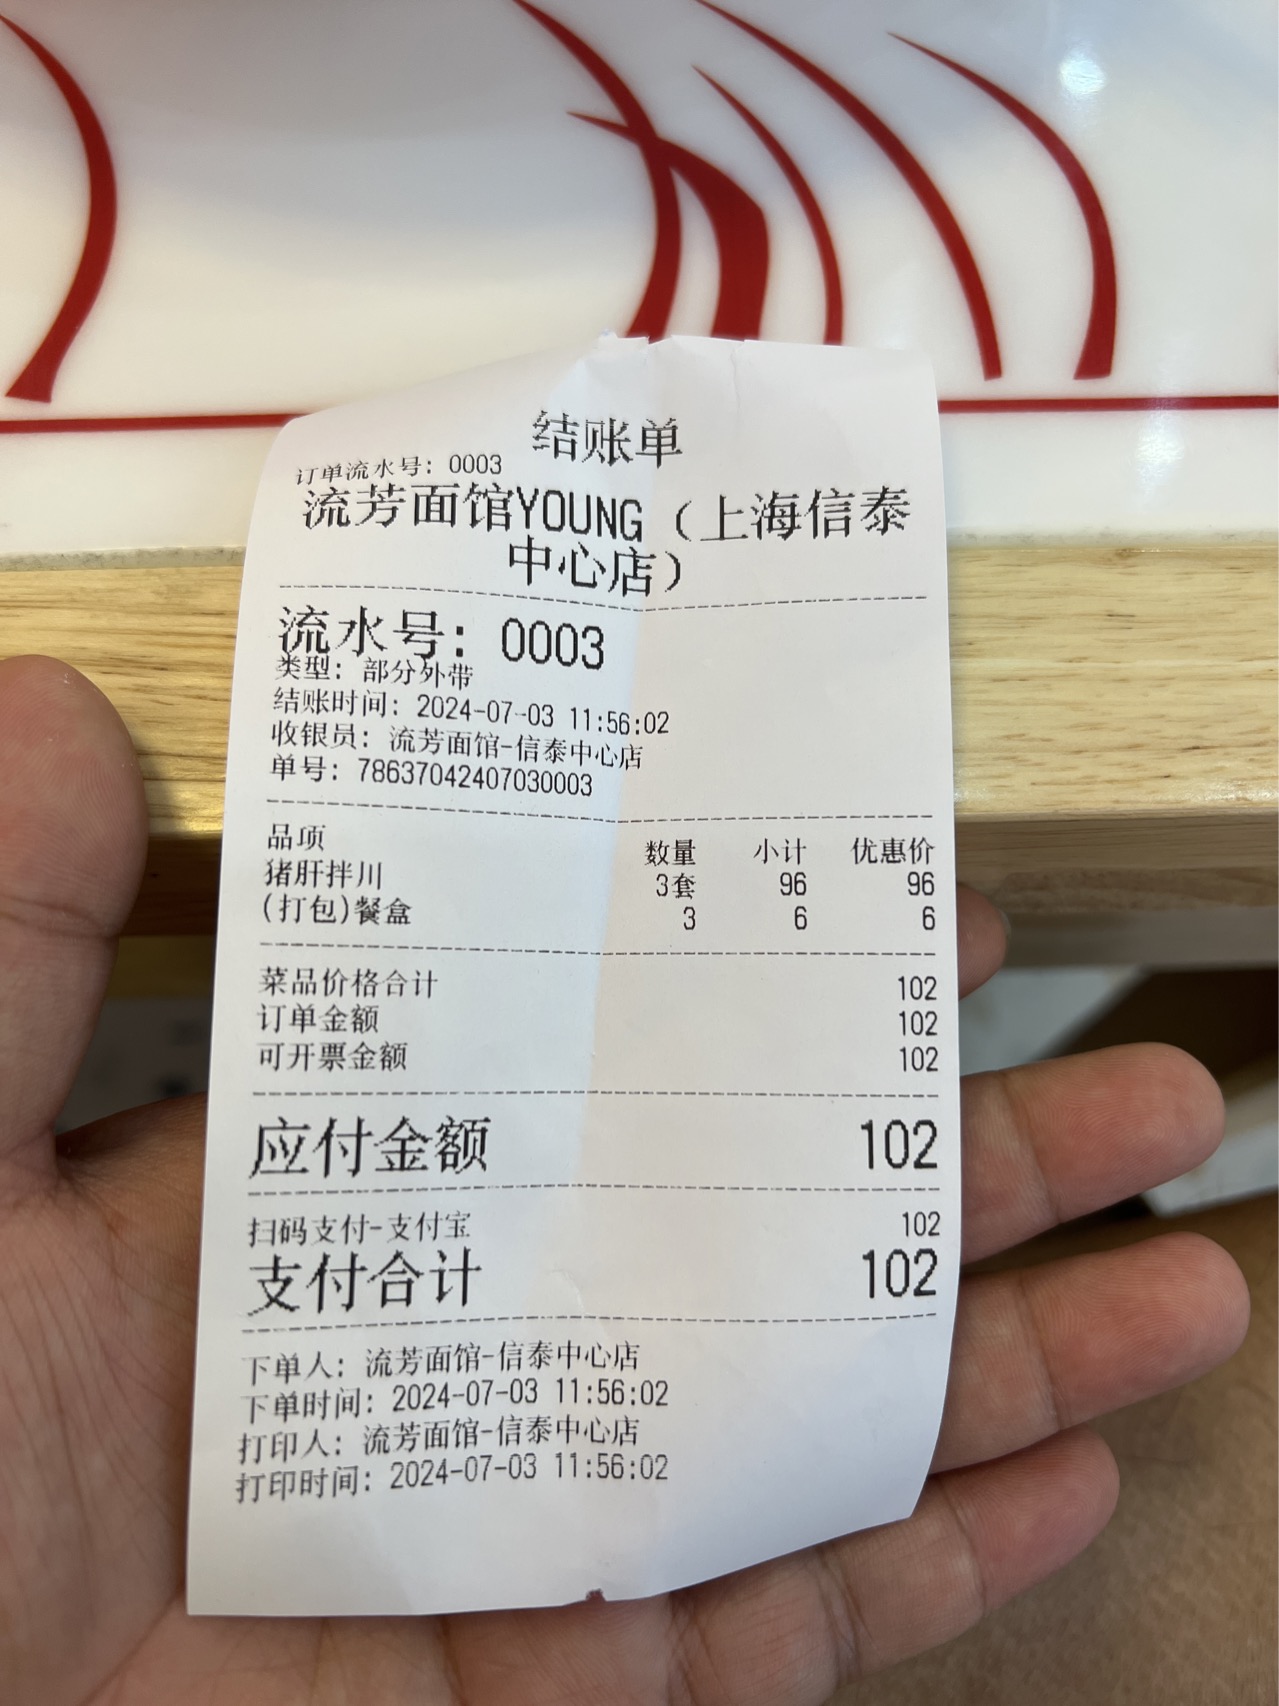 结账单
订单流水号: 0003
流芳面馆YOUNG（上海信泰
中心店）
流水号: 0003
类型: 部分外带
结账时间: 2024-07-03 11:56:02
收银员: 流芳面馆-信泰中心店
单号: 78637042407030003
品项 数量 小计 优惠价
猪肝拌川 3套 96 96
(打包)餐盒 3 6 6
菜品价格合计 102
订单金额 102
可开票金额 102
应付金额 102
扫码支付-支付宝 102
支付合计 102
下单人: 流芳面馆-信泰中心店
下单时间: 2024-07-03 11:56:02
打印人: 流芳面馆-信泰中心店
打印时间: 2024-07-03 11:56:02